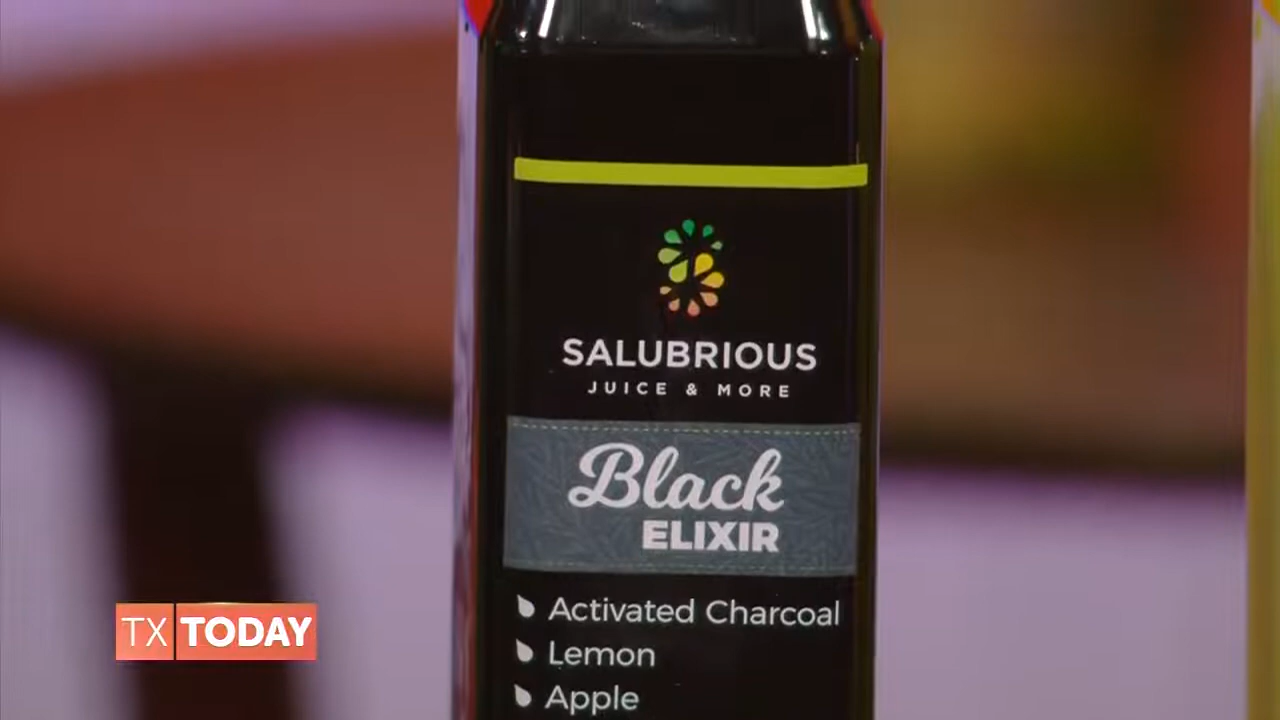 SALUBRIOUS
JUICE & MORE
Black
ELIXIR
Activated Charcoal
Lemon
Apple
TX TODAY